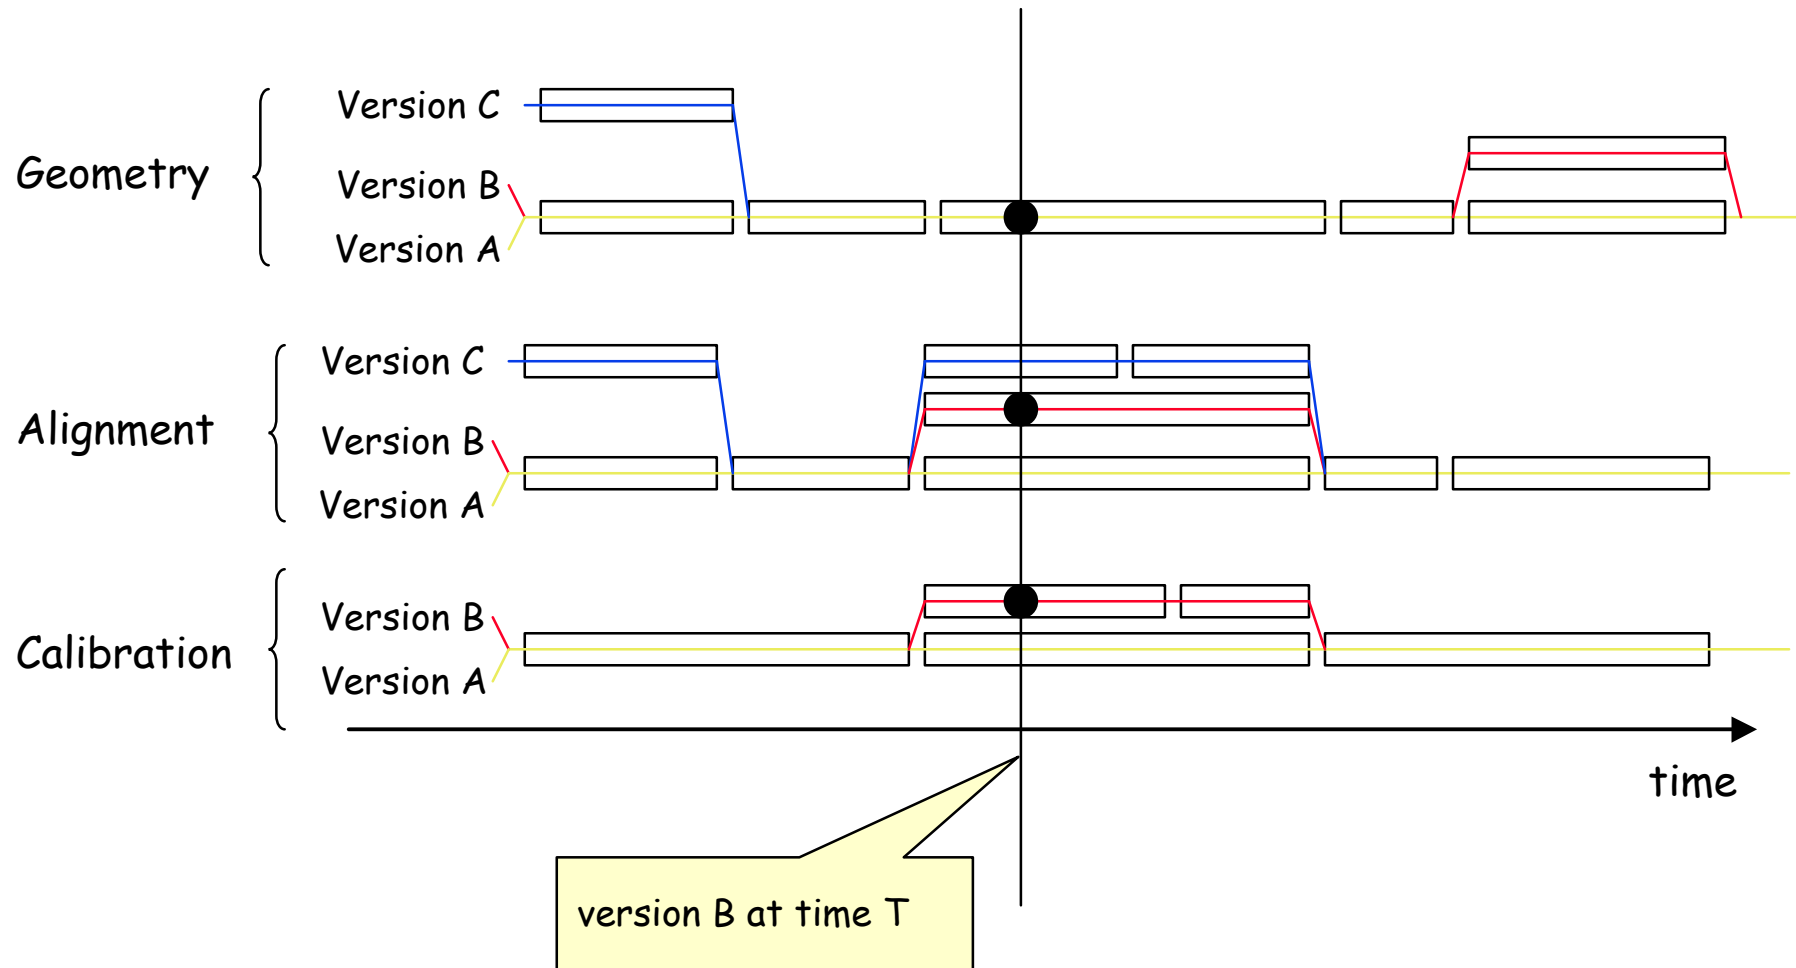 Geometry
Version C
Version B
Version A
Alignment
Version C
Version B
Version A
Calibration
Version B
Version A
time
version B at time T